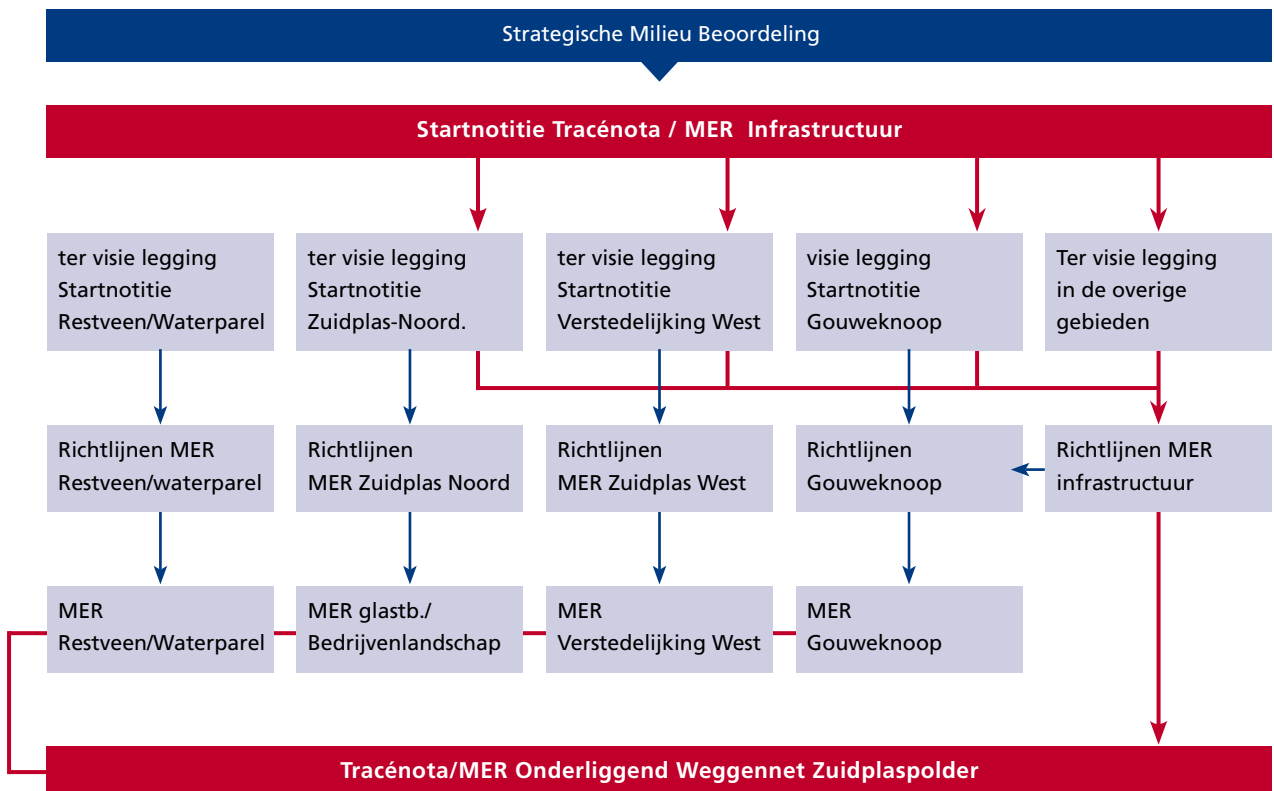 Strategische Milieu Beoordeling
Startnotitie Tracénota / MER Infrastructuur
ter visie legging
Startnotitie
Restveen/Waterparel
ter visie legging
Startnotitie
Zuidplas-Noord.
ter visie legging
Startnotitie
Verstedelijking West
visie legging
Startnotitie
Gouweknoop
Ter visie legging
in de overige
gebieden
Richtlijnen MER
Restveen/waterparel
Richtlijnen
MER Zuidplas Noord
Richtlijnen
MER Zuidplas West
Richtlijnen
Gouweknoop
Richtlijnen MER
infrastructuur
MER
Restveen/Waterparel
MER glastb./
Bedrijvenlandschap
MER
Verstedelijking West
MER
Gouweknoop
Tracénota/MER Onderliggend Weggennet Zuidplaspolder